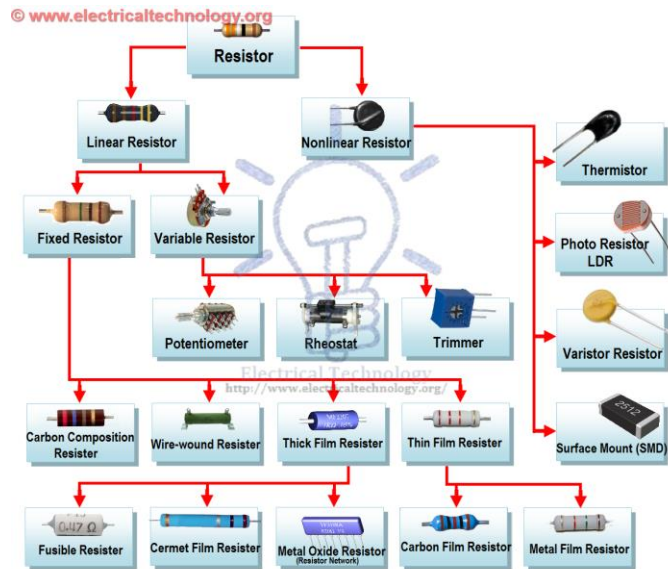 © www.electricaltechnology.org
Resistor
Linear Resistor
Nonlinear Resistor
Thermistor
Fixed Resistor
Variable Resistor
Photo Resistor
LDR
Potentiometer
Rheostat
Trimmer
Varistor Resistor
Electrical Technology
http://www.electricaltechnology.org/
Carbon Composition
Resister
Wire-wound Resister
Thick Film Resister
Thin Film Resister
2512
Surface Mount (SMD)
0.47 Ω
Fusible Resister
Cermet Film Resister
Metal Oxide Resistor
(Resistor Network)
Carbon Film Resistor
Metal Film Resistor